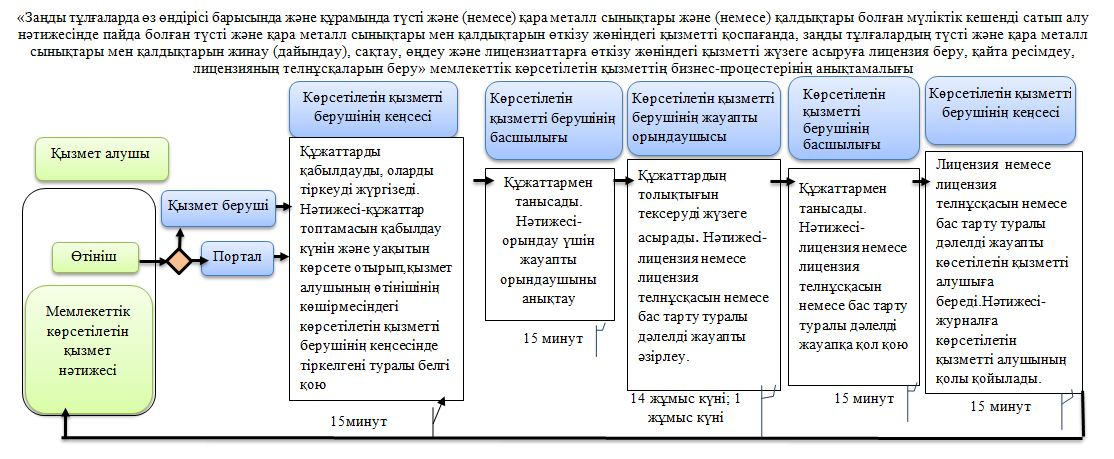 «Заңды тұлғаларда өз өндірісі барысында және құрамында түсті және (немесе) қара металл сынықтары және (немесе) қалдықтары болған мүліктік кешенді сатып алу
нәтижесінде пайда болған түсті және қара металл сынықтары мен қалдықтарын өткізу жөніндегі қызметті қоспағанда, заңды тұлғалардың түсті және қара металл
сынықтары мен қалдықтарын жинау (дайындау), сақтау, өңдеу және лицензиаттарға өткізу жөніндегі қызметті жүзеге асыруға лицензия беру, қайта ресімдеу,
лицензияның телнұсқаларын беру» мемлекеттік көрсетілетін қызметтің бизнес-процестерінің анықтамалығы
Қызмет алушы
Өтініш
Мемлекеттік
көрсетілетін
қызмет
нәтижесі
Қызмет беруші
Портал
Көрсетілетін қызметті
берушінің кеңсесі
Құжаттарды
қабылдауды, оларды
тіркеуді жүргізеді.
Нәтижесі-құжаттар
топтамасын қабылдау
күнін және уақытын
көрсете отырып,қызмет
алушының өтінішінің
көшірмесіндегі
көрсетілетін қызметті
берушінің кеңсесінде
тіркелгені туралы белгі
қою
15минут
Көрсетілетін
қызметті берушінің
басшылығы
Құжаттармен
танысады.
Нәтижесі-
орындау үшін
жауапты
орындаушыны
анықтау
15 минут
Көрсетілетін қызметті
берушінің жауапты
орындаушысы
Құжаттардың
толықтығын
тексеруді жүзеге
асырады. Нәтижесі-
лицензия немесе
лицензия
телнұсқасын немесе
бас тарту туралы
дәлелді жауапты
әзірлеу.
14 жұмыс күні; 1
жұмыс күні
Көрсетілетін
қызметті
берушінің
басшылығы
Құжаттармен
танысады.
Нәтижесі-
лицензия немесе
лицензия
телнұсқасын
немесе бас тарту
туралы дәлелді
жауапқа қол қою
15 минут
Көрсетілетін қызметті
берушінің кеңсесі
Лицензия немесе
лицензия
телнұсқасын немесе
бас тарту туралы
дәлелді жауапты
көсетілетін қызметті
алушыға
береді.Нәтижесі-
журналға
көрсетілетін
қызметті алушының
қолы қойылады.
15 минут